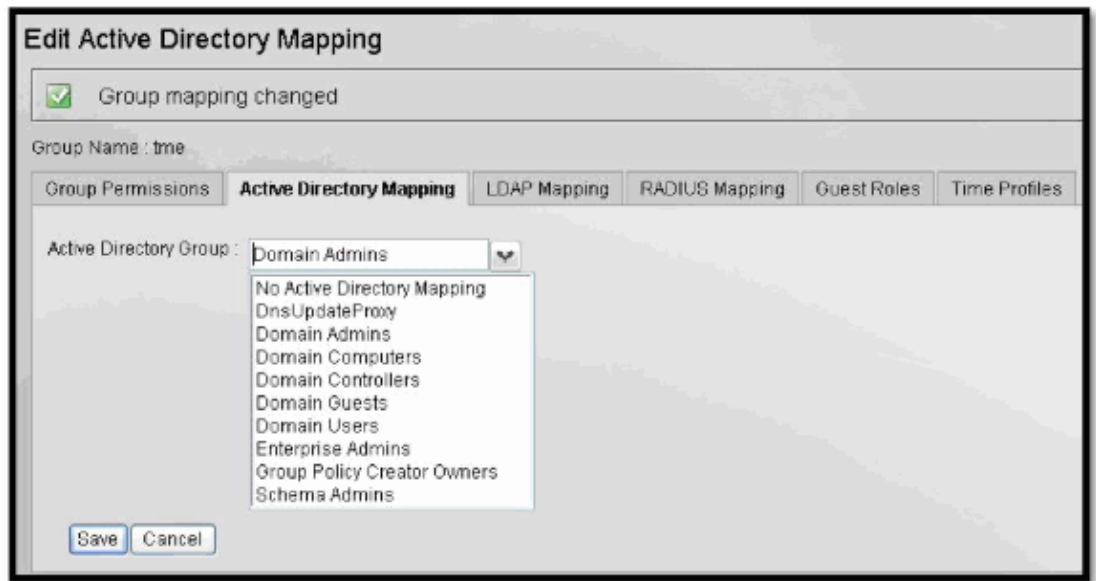 Edit Active Directory Mapping
Group mapping changed
Group Name : tme
Group Permissions Active Directory Mapping LDAP Mapping RADIUS Mapping Guest Roles Time Profiles
Active Directory Group : Domain Admins
No Active Directory Mapping
DnsUpdateProxy
Domain Admins
Domain Computers
Domain Controllers
Domain Guests
Domain Users
Enterprise Admins
Group Policy Creator Owners
Schema Admins
Save Cancel